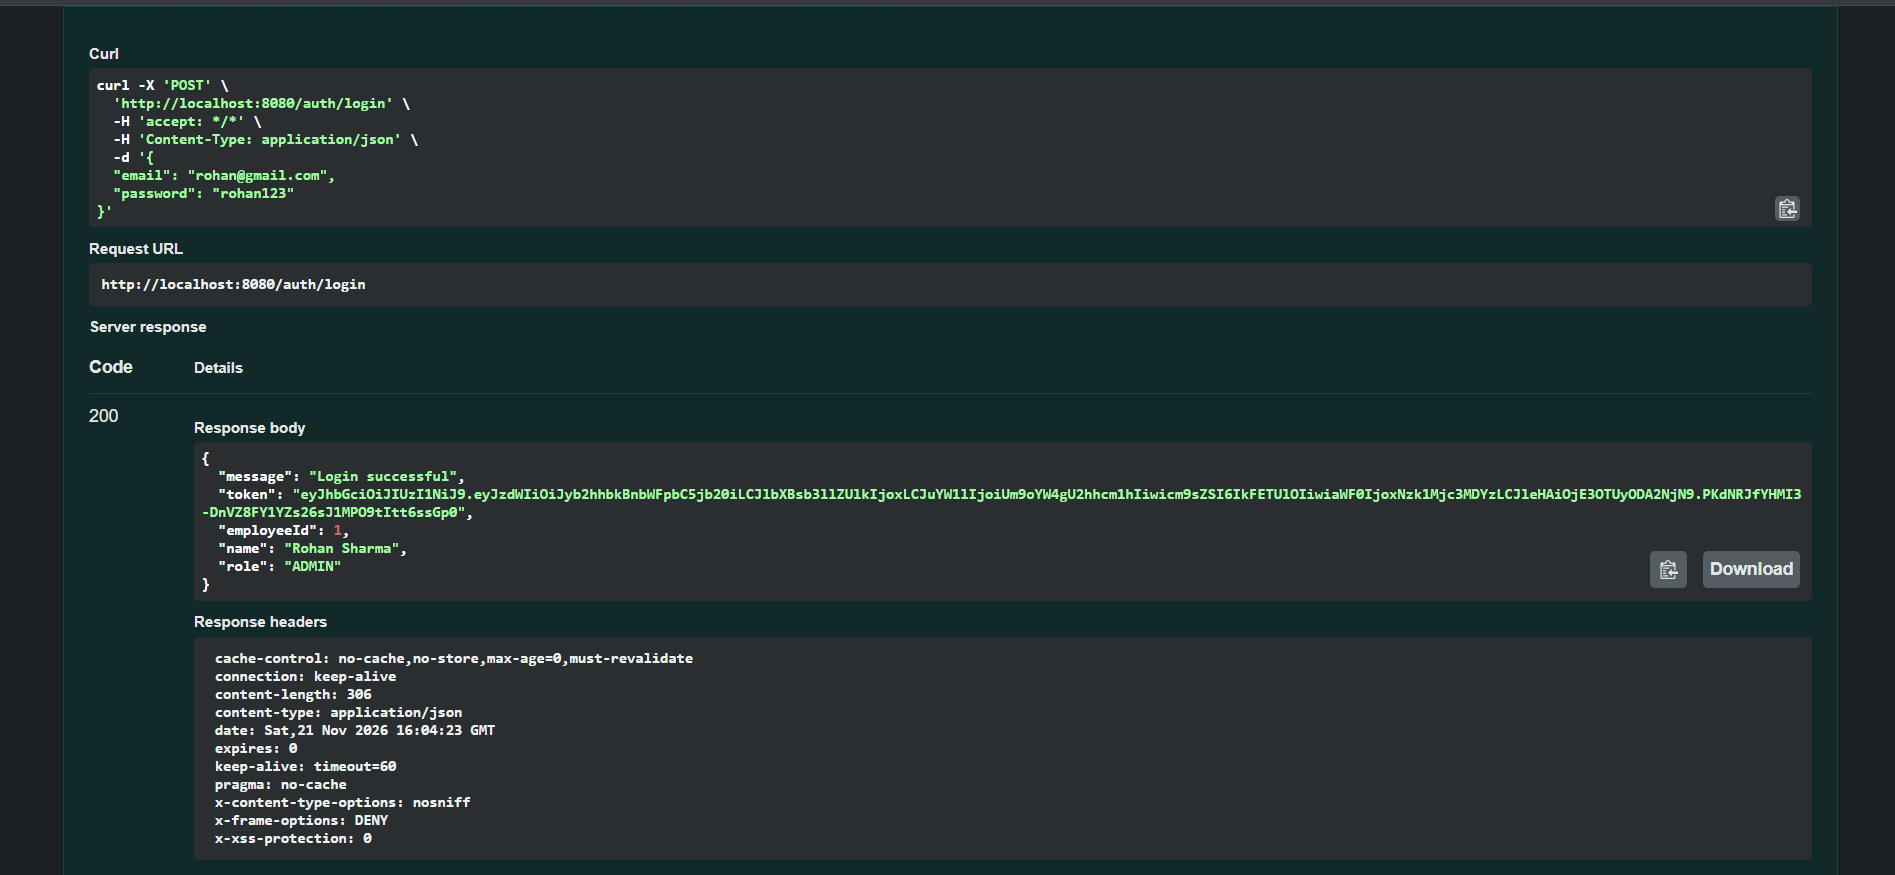 Curl
curl -X 'POST' \
'http://localhost:8080/auth/login' \
-H 'accept: */*' \
-H 'Content-Type: application/json' \
-d '{
"email": "rohan@gmail.com",
"password": "rohan123"
}'
Request URL
http://localhost:8080/auth/login
Server response
Code Details
200
Response body
{
"message": "Login successful",
"token": "eyJhbGciOiJIUzI1NiJ9.eyJzdWIiOiJyb2hhbkBnbWFpbC5jb20iLCJlbXBsb3llZUlkIjoxLCJuYW1lIjoiUm9oYW4gU2hhcm1hIiwicm9sZSI6IkFETUlOIiwiaWF0IjoxNzk1Mjc3MDYzLCJleHAiOjE3OTUyODA2NjN9.PKdNRJfYHMI3
-DnVZ8FY1YZs26sJ1MPO9tItt6ssGp0",
"employeeId": 1,
"name": "Rohan Sharma",
"role": "ADMIN"
}
Download
Response headers
cache-control: no-cache,no-store,max-age=0,must-revalidate
connection: keep-alive
content-length: 306
content-type: application/json
date: Sat,21 Nov 2026 16:04:23 GMT
expires: 0
keep-alive: timeout=60
pragma: no-cache
x-content-type-options: nosniff
x-frame-options: DENY
x-xss-protection: 0